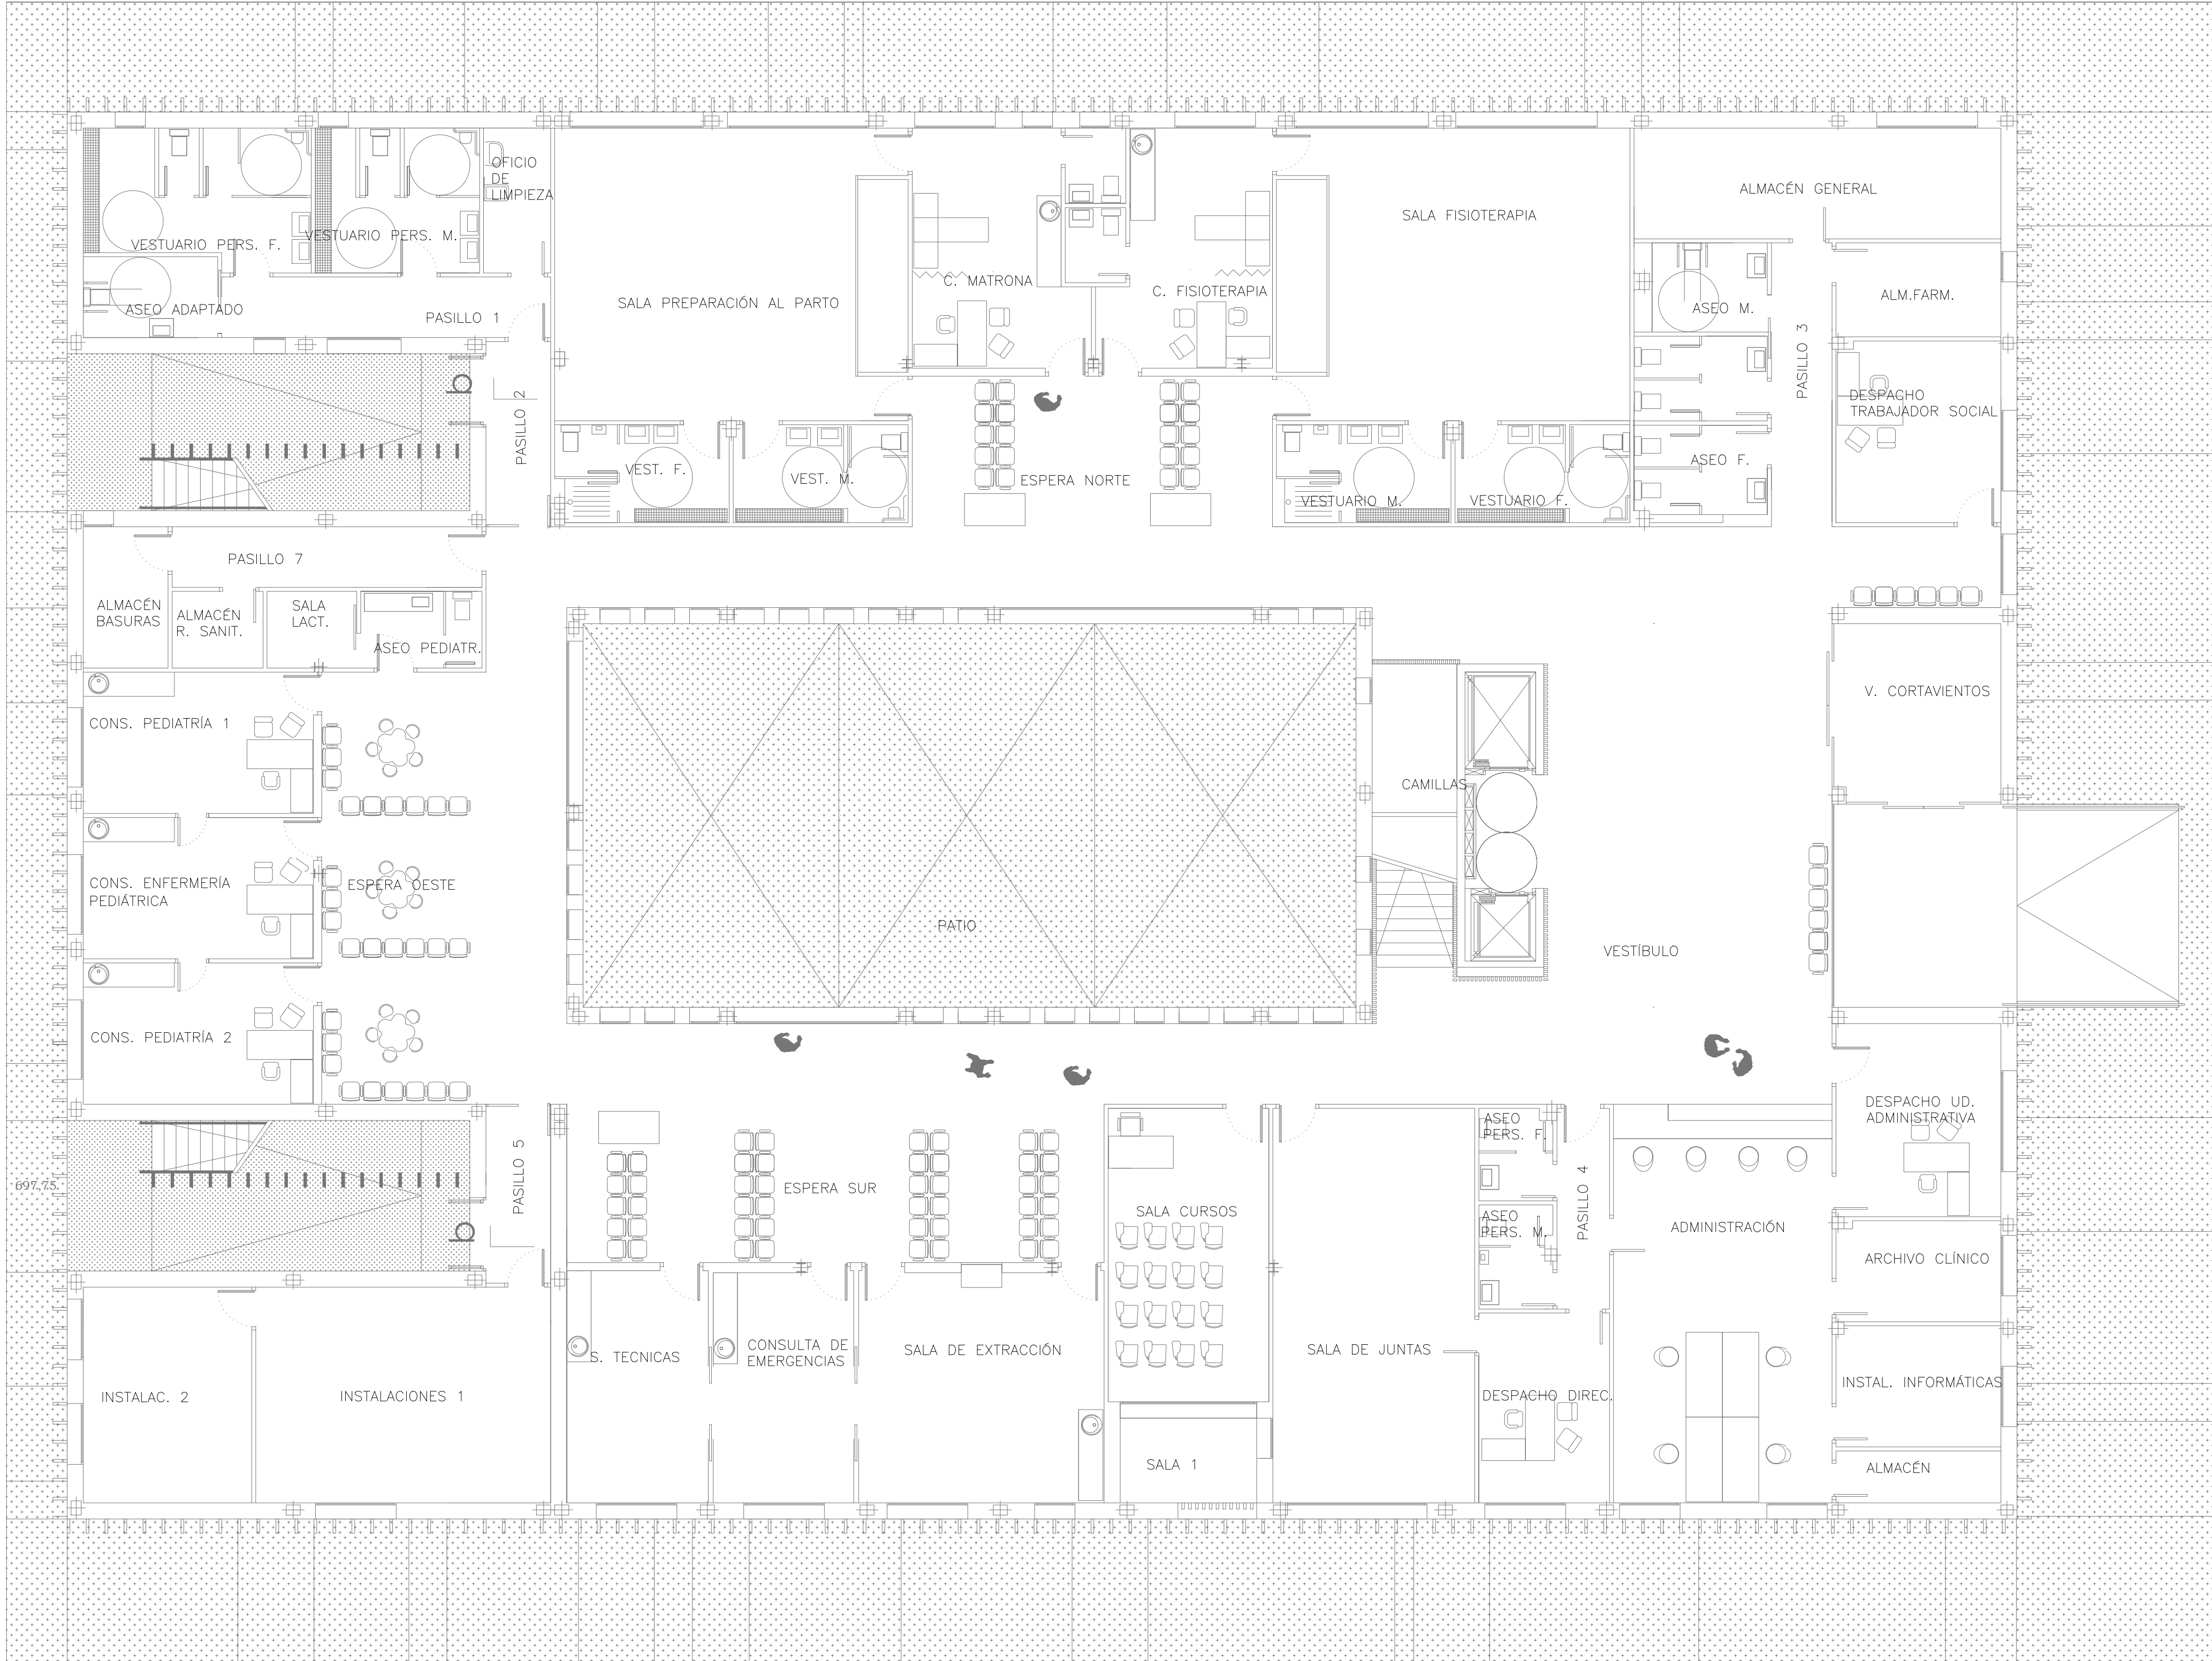 OFICIO
DE
LIMPIEZA
VESTUARIO PERS. F.
VESTUARIO PERS. M.
ASEO ADAPTADO
PASILLO 1
PASILLO 2
SALA PREPARACIÓN AL PARTO
C. MATRONA
C. FISIOTERAPIA
SALA FISIOTERAPIA
ALMACÉN GENERAL
ALM.FARM.
ASEO M.
PASILLO 3
DESPACHO
TRABAJADOR SOCIAL
ASEO F.
VEST. F.
VEST. M.
ESPERA NORTE
VESTUARIO M.
VESTUARIO F.
PASILLO 7
ALMACÉN
BASURAS
ALMACÉN
R. SANIT.
SALA
LACT.
ASEO PEDIATR.
CONS. PEDIATRÍA 1
CONS. ENFERMERÍA
PEDIÁTRICA
ESPERA OESTE
CONS. PEDIATRÍA 2
PATIO
CAMILLAS
V. CORTAVIENTOS
VESTÍBULO
697,75
PASILLO 5
ESPERA SUR
SALA CURSOS
ASEO
PERS. F.
ASEO
PERS. M.
PASILLO 4
ADMINISTRACIÓN
DESPACHO UD.
ADMINISTRATIVA
ARCHIVO CLÍNICO
INSTAL. INFORMÁTICAS
ALMACÉN
INSTALAC. 2
INSTALACIONES 1
S. TECNICAS
CONSULTA DE
EMERGENCIAS
SALA DE EXTRACCIÓN
SALA 1
SALA DE JUNTAS
DESPACHO DIREC.